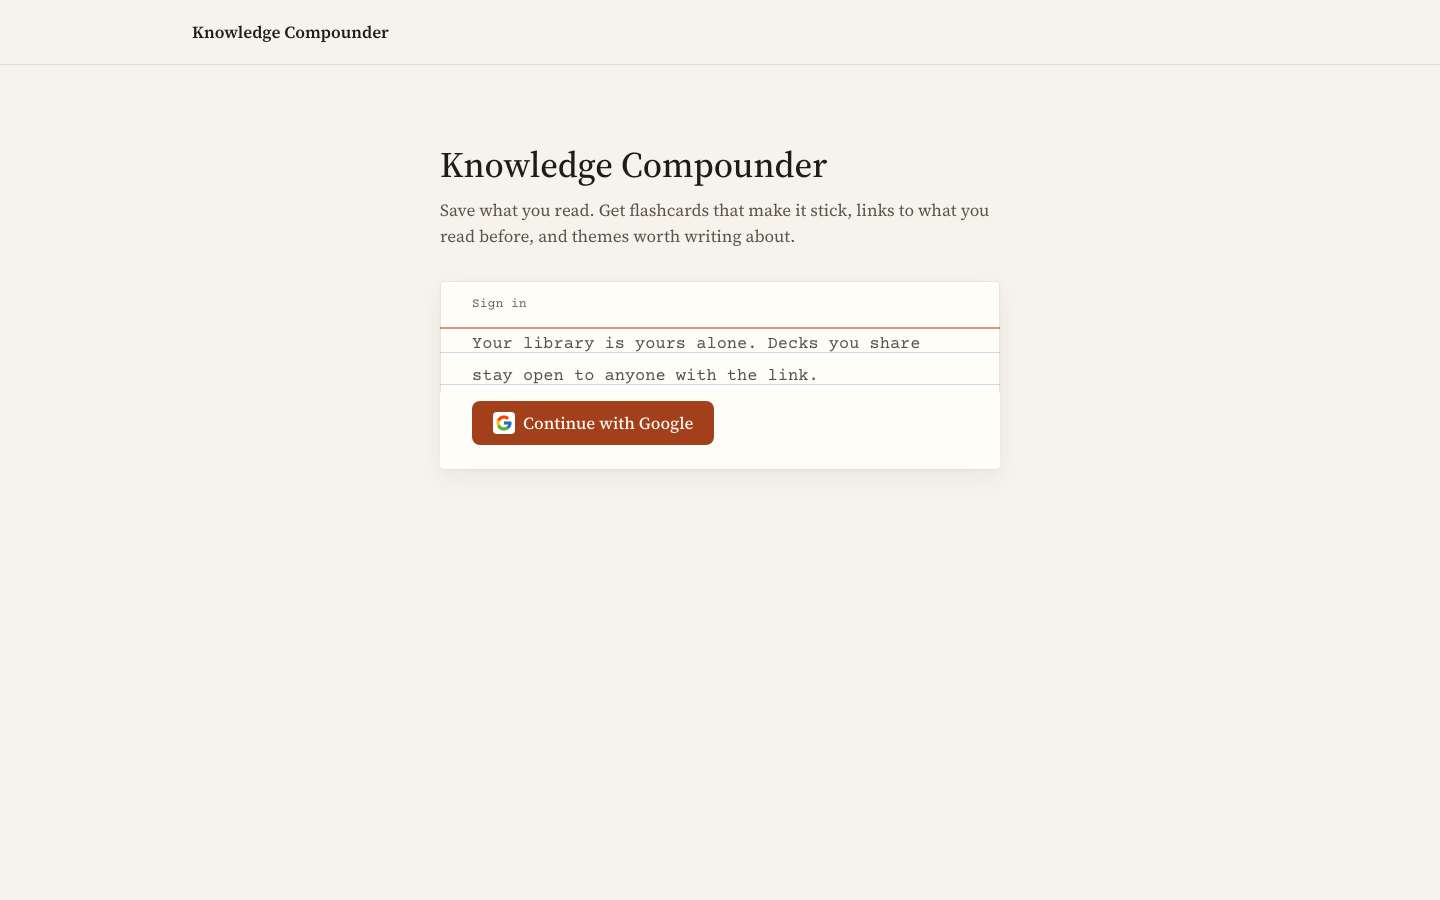 Knowledge Compounder
Knowledge Compounder
Save what you read. Get flashcards that make it stick, links to what you
read before, and themes worth writing about.
Sign in
Your library is yours alone. Decks you share
stay open to anyone with the link.
Continue with Google